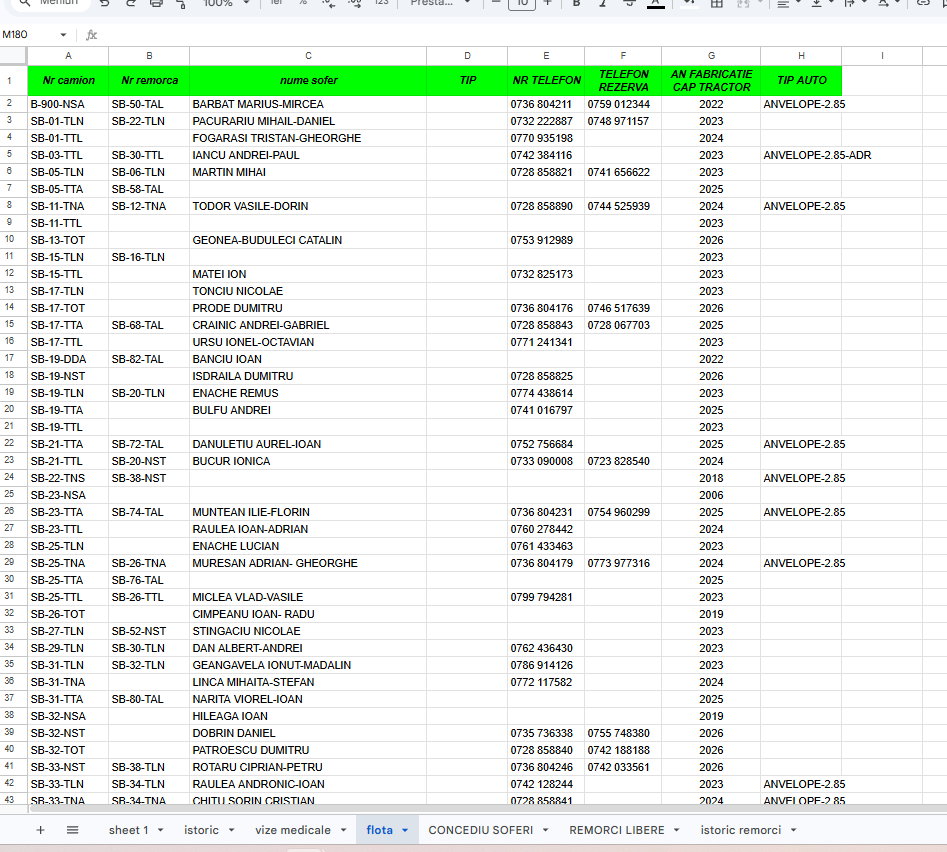 Meniuri 100% lei % 123 Presta... 10 B I A
M180 fx
A B C D E F G H I
1 Nr camion Nr remorca nume sofer TIP NR TELEFON TELEFON REZERVA AN FABRICATIE CAP TRACTOR TIP AUTO
2 B-900-NSA SB-50-TAL BARBAT MARIUS-MIRCEA 0736 804211 0759 012344 2022 ANVELOPE-2.85
3 SB-01-TLN SB-22-TLN PACURARIU MIHAIL-DANIEL 0732 222887 0748 971157 2023
4 SB-01-TTL FOGARASI TRISTAN-GHEORGHE 0770 935198 2024
5 SB-03-TTL SB-30-TTL IANCU ANDREI-PAUL 0742 384116 2023 ANVELOPE-2.85-ADR
6 SB-05-TLN SB-06-TLN MARTIN MIHAI 0728 858821 0741 656622 2023
7 SB-05-TTA SB-58-TAL 2025
8 SB-11-TNA SB-12-TNA TODOR VASILE-DORIN 0728 858890 0744 525939 2024 ANVELOPE-2.85
9 SB-11-TTL 2023
10 SB-13-TOT GEONEA-BUDULECI CATALIN 0753 912989 2026
11 SB-15-TLN SB-16-TLN 2023
12 SB-15-TTL MATEI ION 0732 825173 2023
13 SB-17-TLN TONCIU NICOLAE 2023
14 SB-17-TOT PRODE DUMITRU 0736 804176 0746 517639 2026
15 SB-17-TTA SB-68-TAL CRAINIC ANDREI-GABRIEL 0728 858843 0728 067703 2025
16 SB-17-TTL URSU IONEL-OCTAVIAN 0771 241341 2023
17 SB-19-DDA SB-82-TAL BANCIU IOAN 2022
18 SB-19-NST ISDRAILA DUMITRU 0728 858825 2026
19 SB-19-TLN SB-20-TLN ENACHE REMUS 0774 438614 2023
20 SB-19-TTA BULFU ANDREI 0741 016797 2025
21 SB-19-TTL 2023
22 SB-21-TTA SB-72-TAL DANULETIU AUREL-IOAN 0752 756684 2025 ANVELOPE-2.85
23 SB-21-TTL SB-20-NST BUCUR IONICA 0733 090008 0723 828540 2024
24 SB-22-TNS SB-38-NST 2018 ANVELOPE-2.85
25 SB-23-NSA 2006
26 SB-23-TTA SB-74-TAL MUNTEAN ILIE-FLORIN 0736 804231 0754 960299 2025 ANVELOPE-2.85
27 SB-23-TTL RAULEA IOAN-ADRIAN 0760 278442 2024
28 SB-25-TLN ENACHE LUCIAN 0761 433463 2023
29 SB-25-TNA SB-26-TNA MURESAN ADRIAN- GHEORGHE 0736 804179 0773 977316 2024 ANVELOPE-2.85
30 SB-25-TTA SB-76-TAL 2025
31 SB-25-TTL SB-26-TTL MICLEA VLAD-VASILE 0799 794281 2023
32 SB-26-TOT CIMPEANU IOAN- RADU 2019
33 SB-27-TLN SB-52-NST STINGACIU NICOLAE 2023
34 SB-29-TLN SB-30-TLN DAN ALBERT-ANDREI 0762 436430 2023
35 SB-31-TLN SB-32-TLN GEANGAVELA IONUT-MADALIN 0786 914126 2023
36 SB-31-TNA LINCA MIHAITA-STEFAN 0772 117582 2024
37 SB-31-TTA SB-80-TAL NARITA VIOREL-IOAN 2025
38 SB-32-NSA HILEAGA IOAN 2019
39 SB-32-NST DOBRIN DANIEL 0735 736338 0755 748380 2026
40 SB-32-TOT PATROESCU DUMITRU 0728 858840 0742 188188 2026
41 SB-33-NST SB-38-TLN ROTARU CIPRIAN-PETRU 0736 804246 0742 033561 2026
42 SB-33-TLN SB-34-TLN RAULEA ANDRONIC-IOAN 0742 128244 2023 ANVELOPE-2.85
43 SB-33-TNA SB-34-TNA CHITU SORIN CRISTIAN 0728 858841 2024 ANVELOPE-2.85
+ sheet 1 istoric vize medicale flota CONCEDIU SOFERI REMORCI LIBERE istoric remorci